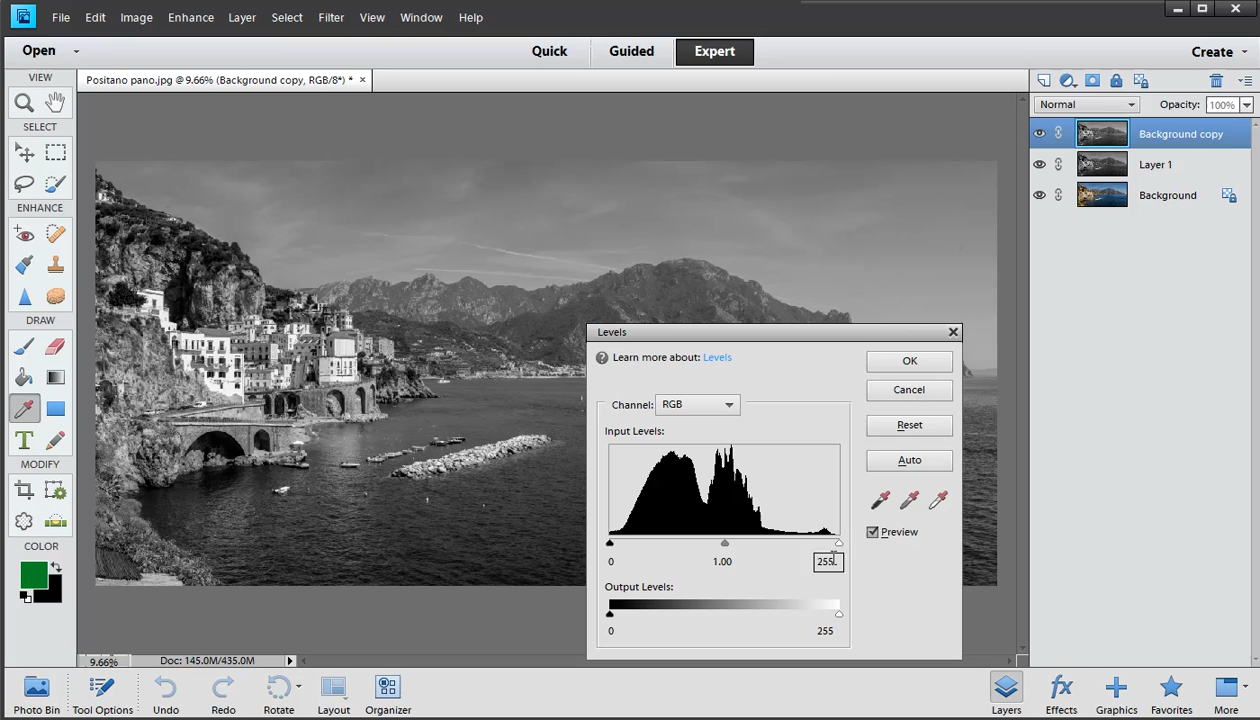 File Edit Image Enhance Layer Select Filter View Window Help
Open Quick Guided Expert Create
VIEW
Positano pano.jpg @ 9.66% (Background copy, RGB/8*) * ×
Normal Opacity: 100%
SELECT
Background copy
Layer 1
Background
ENHANCE
DRAW
MODIFY
COLOR
Levels
Learn more about: Levels
OK
Cancel
Channel: RGB
Reset
Input Levels:
Auto
Preview
0 1.00 255
Output Levels:
0 255
9.66% Doc: 145.0M/435.0M
Photo Bin Tool Options Undo Redo Rotate Layout Organizer Layers Effects Graphics Favorites More